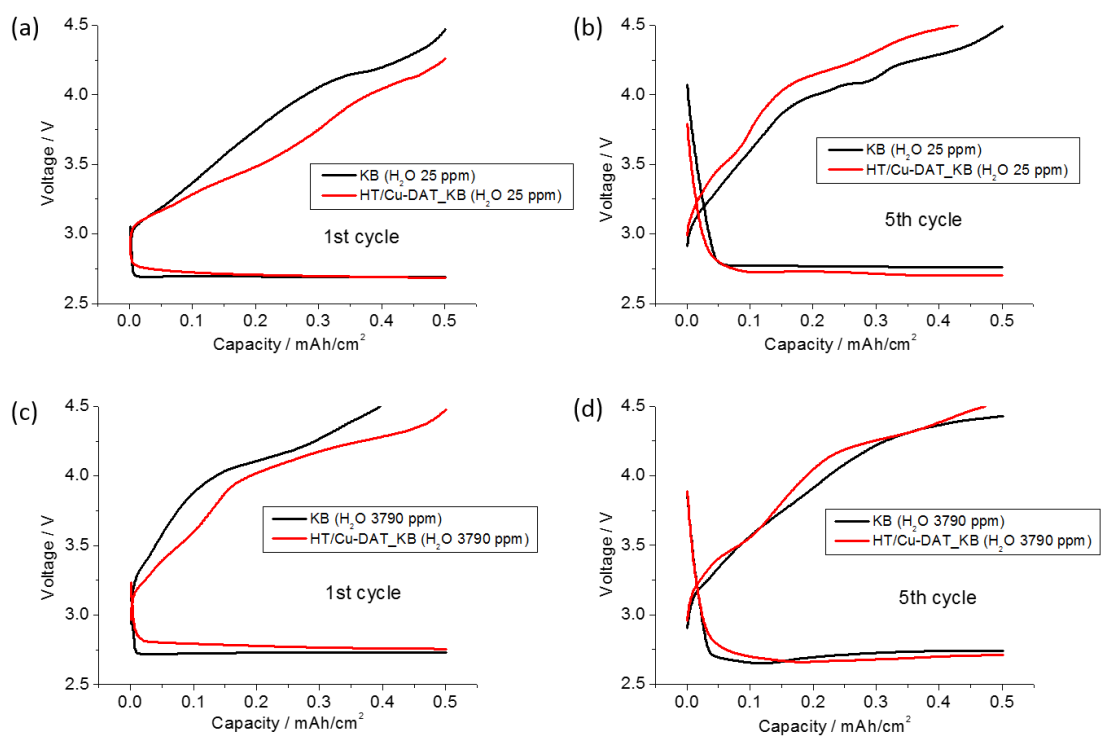 (a)
4.5
4.0
3.5
3.0
2.5
Voltage / V
KB (H2O 25 ppm)
HT/Cu-DAT_KB (H2O 25 ppm)
1st cycle
0.0 0.1 0.2 0.3 0.4 0.5
Capacity / mAh/cm2
(b)
4.5
4.0
3.5
3.0
2.5
Voltage / V
KB (H2O 25 ppm)
HT/Cu-DAT_KB (H2O 25 ppm)
5th cycle
0.0 0.1 0.2 0.3 0.4 0.5
Capacity / mAh/cm2
(c)
4.5
4.0
3.5
3.0
2.5
Voltage / V
KB (H2O 3790 ppm)
HT/Cu-DAT_KB (H2O 3790 ppm)
1st cycle
0.0 0.1 0.2 0.3 0.4 0.5
Capacity / mAh/cm2
(d)
4.5
4.0
3.5
3.0
2.5
Voltage / V
KB (H2O 3790 ppm)
HT/Cu-DAT_KB (H2O 3790 ppm)
5th cycle
0.0 0.1 0.2 0.3 0.4 0.5
Capacity / mAh/cm2